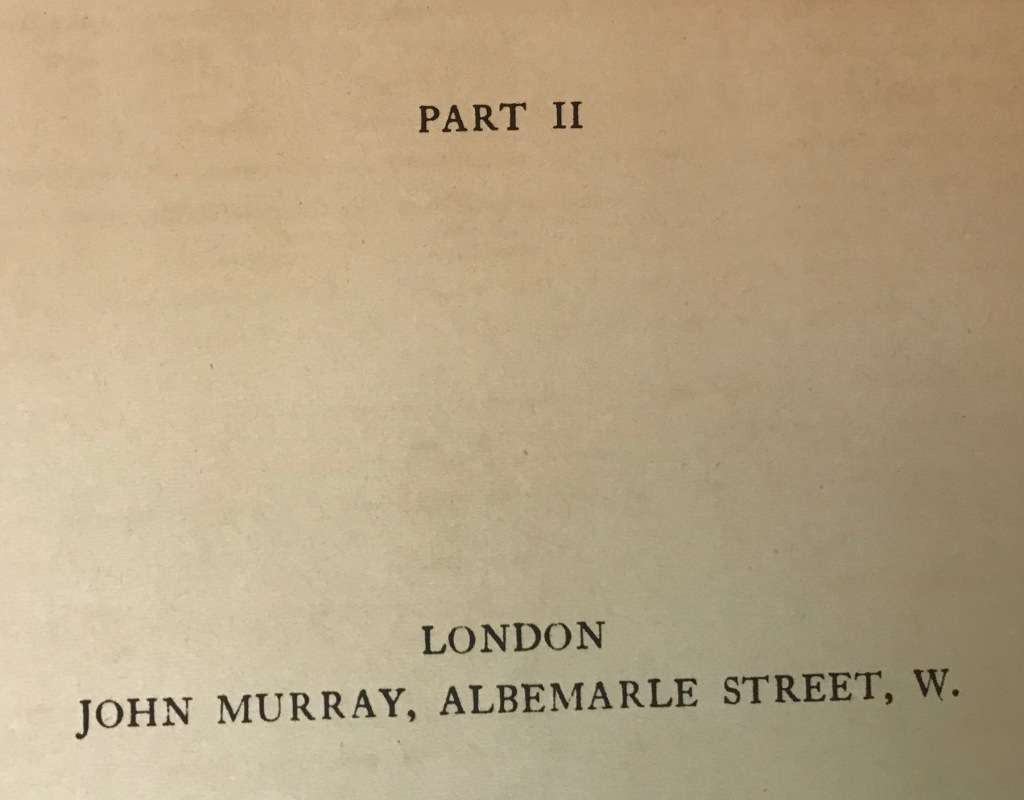 PART II
LONDON
JOHN MURRAY, ALBEMARLE STREET, W.